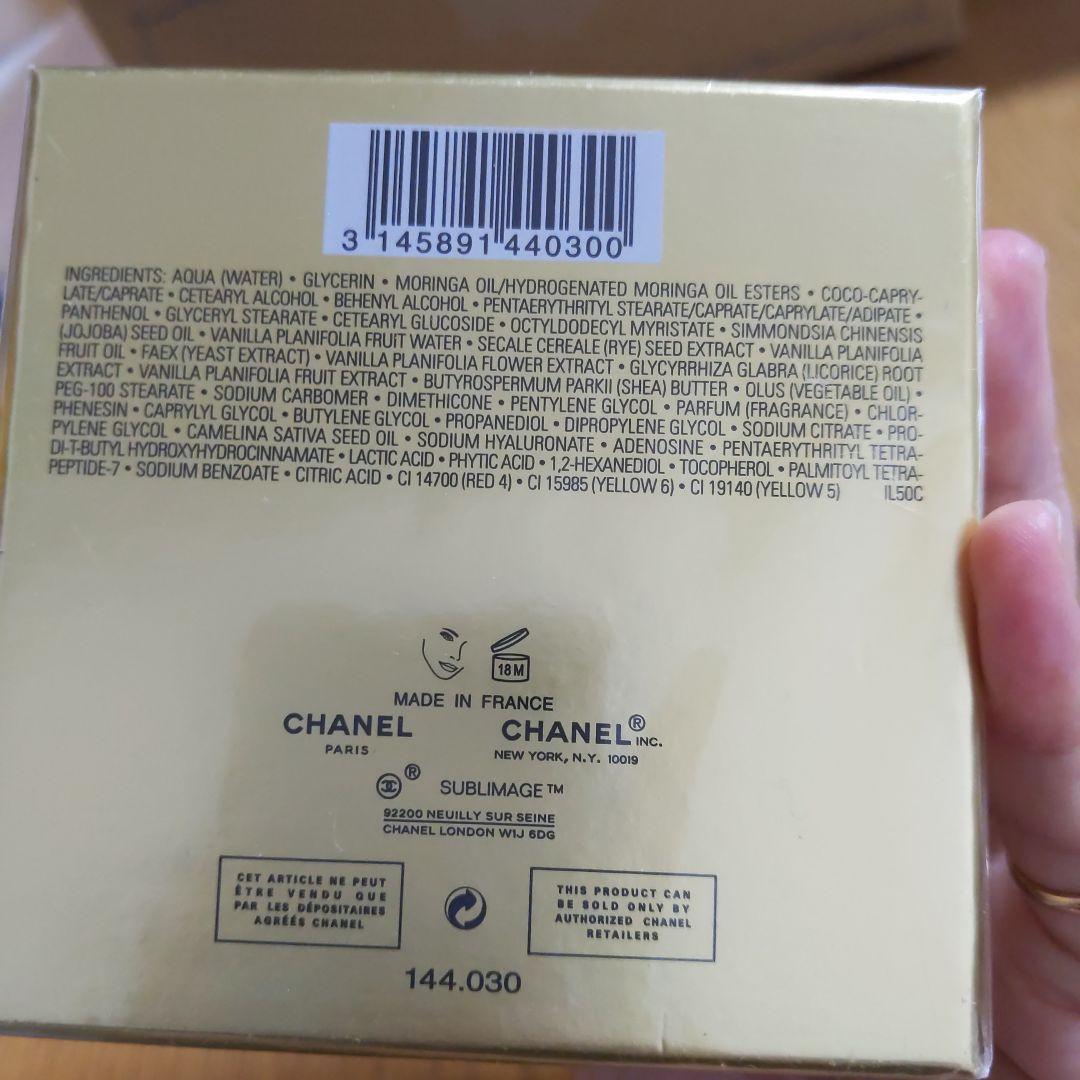 3 145891 440300
INGREDIENTS: AQUA (WATER) • GLYCERIN • MORINGA OIL/HYDROGENATED MORINGA OIL ESTERS • COCO-CAPRY-
LATE/CAPRATE • CETEARYL ALCOHOL • BEHENYL ALCOHOL • PENTAERYTHRITYL STEARATE/CAPRATE/CAPRYLATE/ADIPATE •
PANTHENOL • GLYCERYL STEARATE • CETEARYL GLUCOSIDE • OCTYLDODECYL MYRISTATE • SIMMONDSIA CHINENSIS
(JOJOBA) SEED OIL • VANILLA PLANIFOLIA FRUIT WATER • SECALE CEREALE (RYE) SEED EXTRACT • VANILLA PLANIFOLIA
FRUIT OIL • FAEX (YEAST EXTRACT) • VANILLA PLANIFOLIA FLOWER EXTRACT • GLYCYRRHIZA GLABRA (LICORICE) ROOT
EXTRACT • VANILLA PLANIFOLIA FRUIT EXTRACT • BUTYROSPERMUM PARKII (SHEA) BUTTER • OLUS (VEGETABLE OIL) •
PEG-100 STEARATE • SODIUM CARBOMER • DIMETHICONE • PENTYLENE GLYCOL • PARFUM (FRAGRANCE) • CHLOR-
PHENESIN • CAPRYLYL GLYCOL • BUTYLENE GLYCOL • PROPANEDIOL • DIPROPYLENE GLYCOL • SODIUM CITRATE • PRO-
PYLENE GLYCOL • CAMELINA SATIVA SEED OIL • SODIUM HYALURONATE • ADENOSINE • PENTAERYTHRITYL TETRA-
DI-T-BUTYL HYDROXYHYDROCINNAMATE • LACTIC ACID • PHYTIC ACID • 1,2-HEXANEDIOL • TOCOPHEROL • PALMITOYL TETRA-
PEPTIDE-7 • SODIUM BENZOATE • CITRIC ACID • CI 14700 (RED 4) • CI 15985 (YELLOW 6) • CI 19140 (YELLOW 5) IL50C
18 M
MADE IN FRANCE
CHANEL CHANEL® INC.
PARIS NEW YORK, N.Y. 10019
® SUBLIMAGE™
92200 NEUILLY SUR SEINE
CHANEL LONDON W1J 6DG
CET ARTICLE NE PEUT
ÊTRE VENDU QUE
PAR LES DÉPOSITAIRES
AGRÉÉS CHANEL
THIS PRODUCT CAN
BE SOLD ONLY BY
AUTHORIZED CHANEL
RETAILERS
144.030